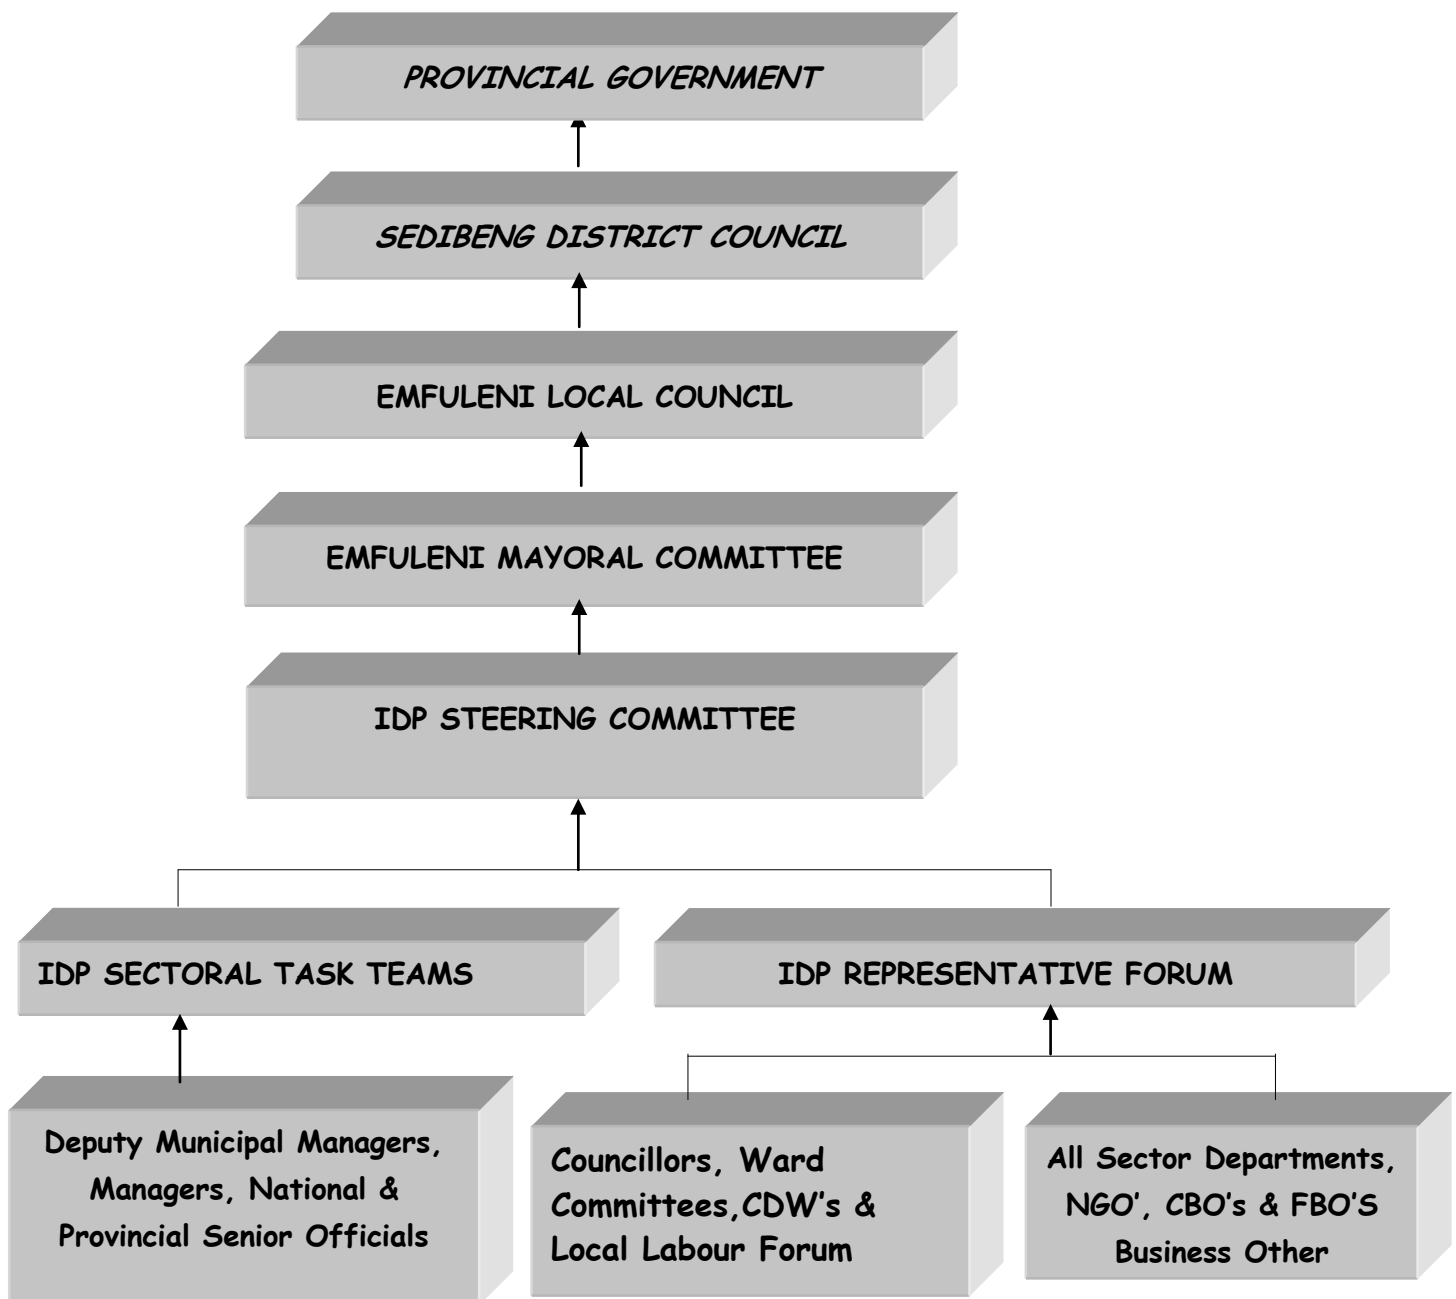 PROVINCIAL GOVERNMENT
SEDIBENG DISTRICT COUNCIL
EMFULENI LOCAL COUNCIL
EMFULENI MAYORAL COMMITTEE
IDP STEERING COMMITTEE
IDP SECTORAL TASK TEAMS
IDP REPRESENTATIVE FORUM
Deputy Municipal Managers,
Managers, National &
Provincial Senior Officials
Councillors, Ward
Committees,CDW's &
Local Labour Forum
All Sector Departments,
NGO', CBO's & FBO'S
Business Other